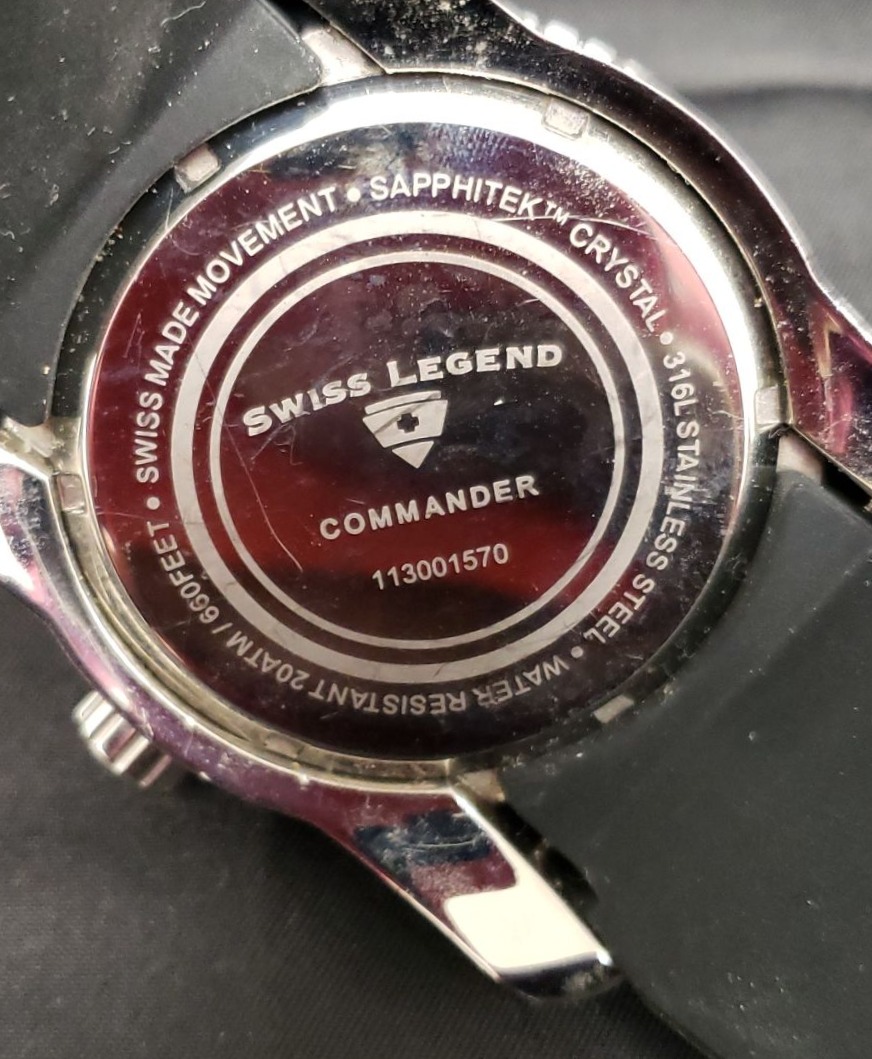 SWISS LEGEND
COMMANDER
113001570
SWISS MADE MOVEMENT • SAPPHITEK™ CRYSTAL • 316L STAINLESS STEEL • WATER RESISTANT 20ATM / 660FEET •